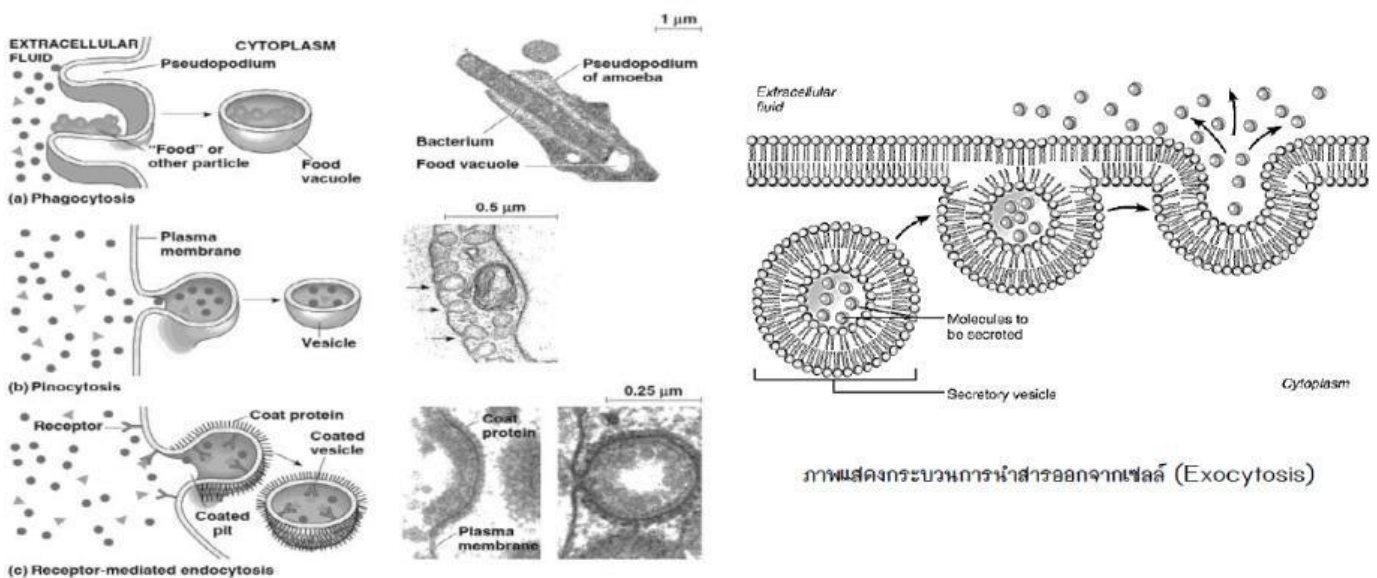 1 µm
EXTRACELLULAR
FLUID
CYTOPLASM
Pseudopodium
"Food" or
other particle
Food
vacuole
(a) Phagocytosis
Pseudopodium
of amoeba
Bacterium
Food vacuole
0.5 µm
Plasma
membrane
Vesicle
(b) Pinocytosis
0.25 µm
Receptor
Coat protein
Coated
vesicle
Coated
pit
(c) Receptor-mediated endocytosis
Coat
protein
Plasma
membrane
Extracellular
fluid
Molecules to
be secreted
Secretory vesicle
Cytoplasm
ภาพแสดงกระบวนการนำสารออกจากเซลล์ (Exocytosis)